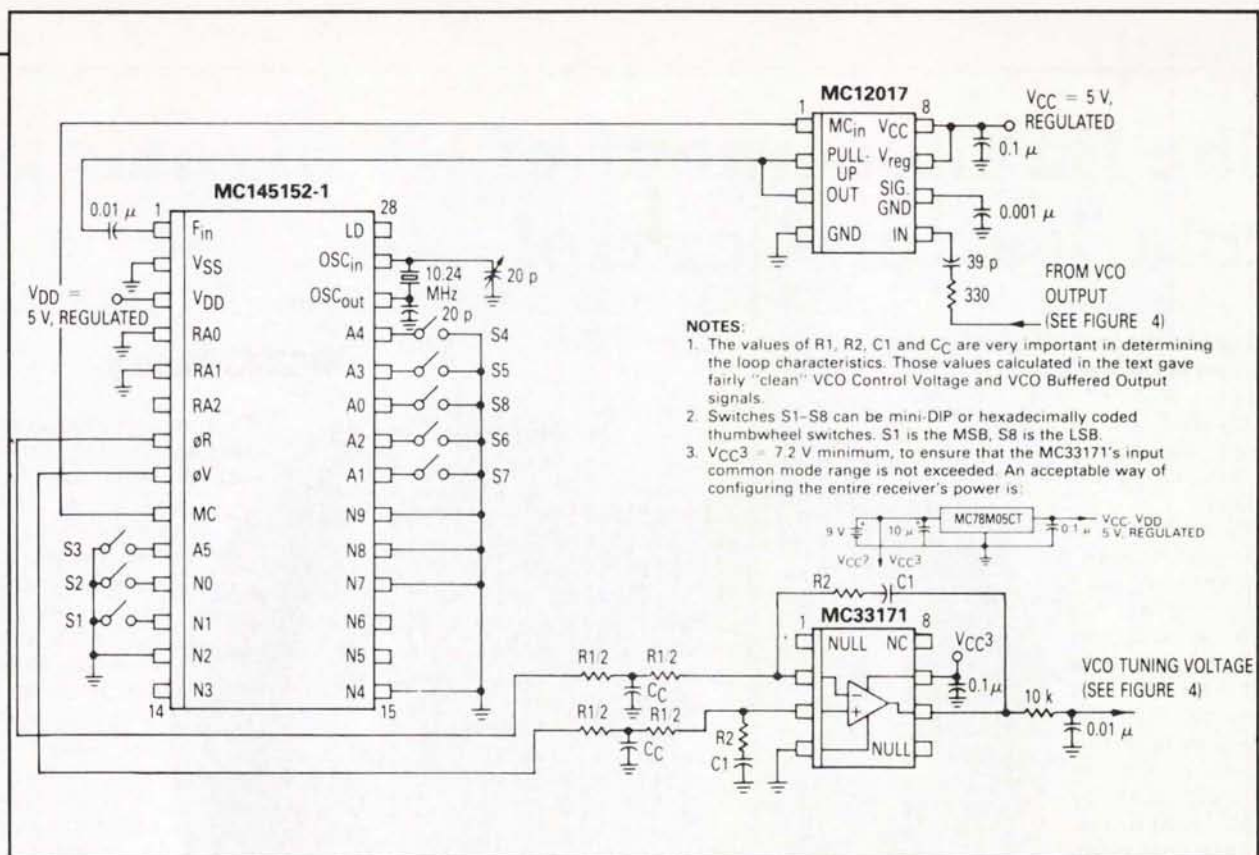 MC12017
1 8
MCin VCC
PULL-UP Vreg
OUT SIG. GND
GND IN
VCC = 5 V,
REGULATED
0.1 µ
0.001 µ
39 p
330
FROM VCO
OUTPUT
(SEE FIGURE 4)
MC145152-1
0.01 µ
1 28
Fin LD
VSS OSCin
VDD OSCout
RA0 A4
RA1 A3
RA2 A0
øR A2
øV A1
MC N9
A5 N8
N0 N7
N1 N6
N2 N5
N3 N4
14 15
VDD =
5 V, REGULATED
10.24
MHz
20 p
20 p
S4
S5
S8
S6
S7
S3
S2
S1
NOTES:
1. The values of R1, R2, C1 and CC are very important in determining
the loop characteristics. Those values calculated in the text gave
fairly "clean" VCO Control Voltage and VCO Buffered Output
signals.
2. Switches S1–S8 can be mini-DIP or hexadecimally coded
thumbwheel switches. S1 is the MSB, S8 is the LSB.
3. VCC3 = 7.2 V minimum, to ensure that the MC33171's input
common mode range is not exceeded. An acceptable way of
configuring the entire receiver's power is:
9 V
+
10 µ
+
MC78M05CT
0.1 µ
VCC, VDD
5 V, REGULATED
VCC2 VCC3
R2 C1
MC33171
1 8
NULL NC
VCC3
0.1 µ
−
+
NULL
R1/2 R1/2
CC
R1/2 R1/2
CC
R2
C1
10 k
0.01 µ
VCO TUNING VOLTAGE
(SEE FIGURE 4)